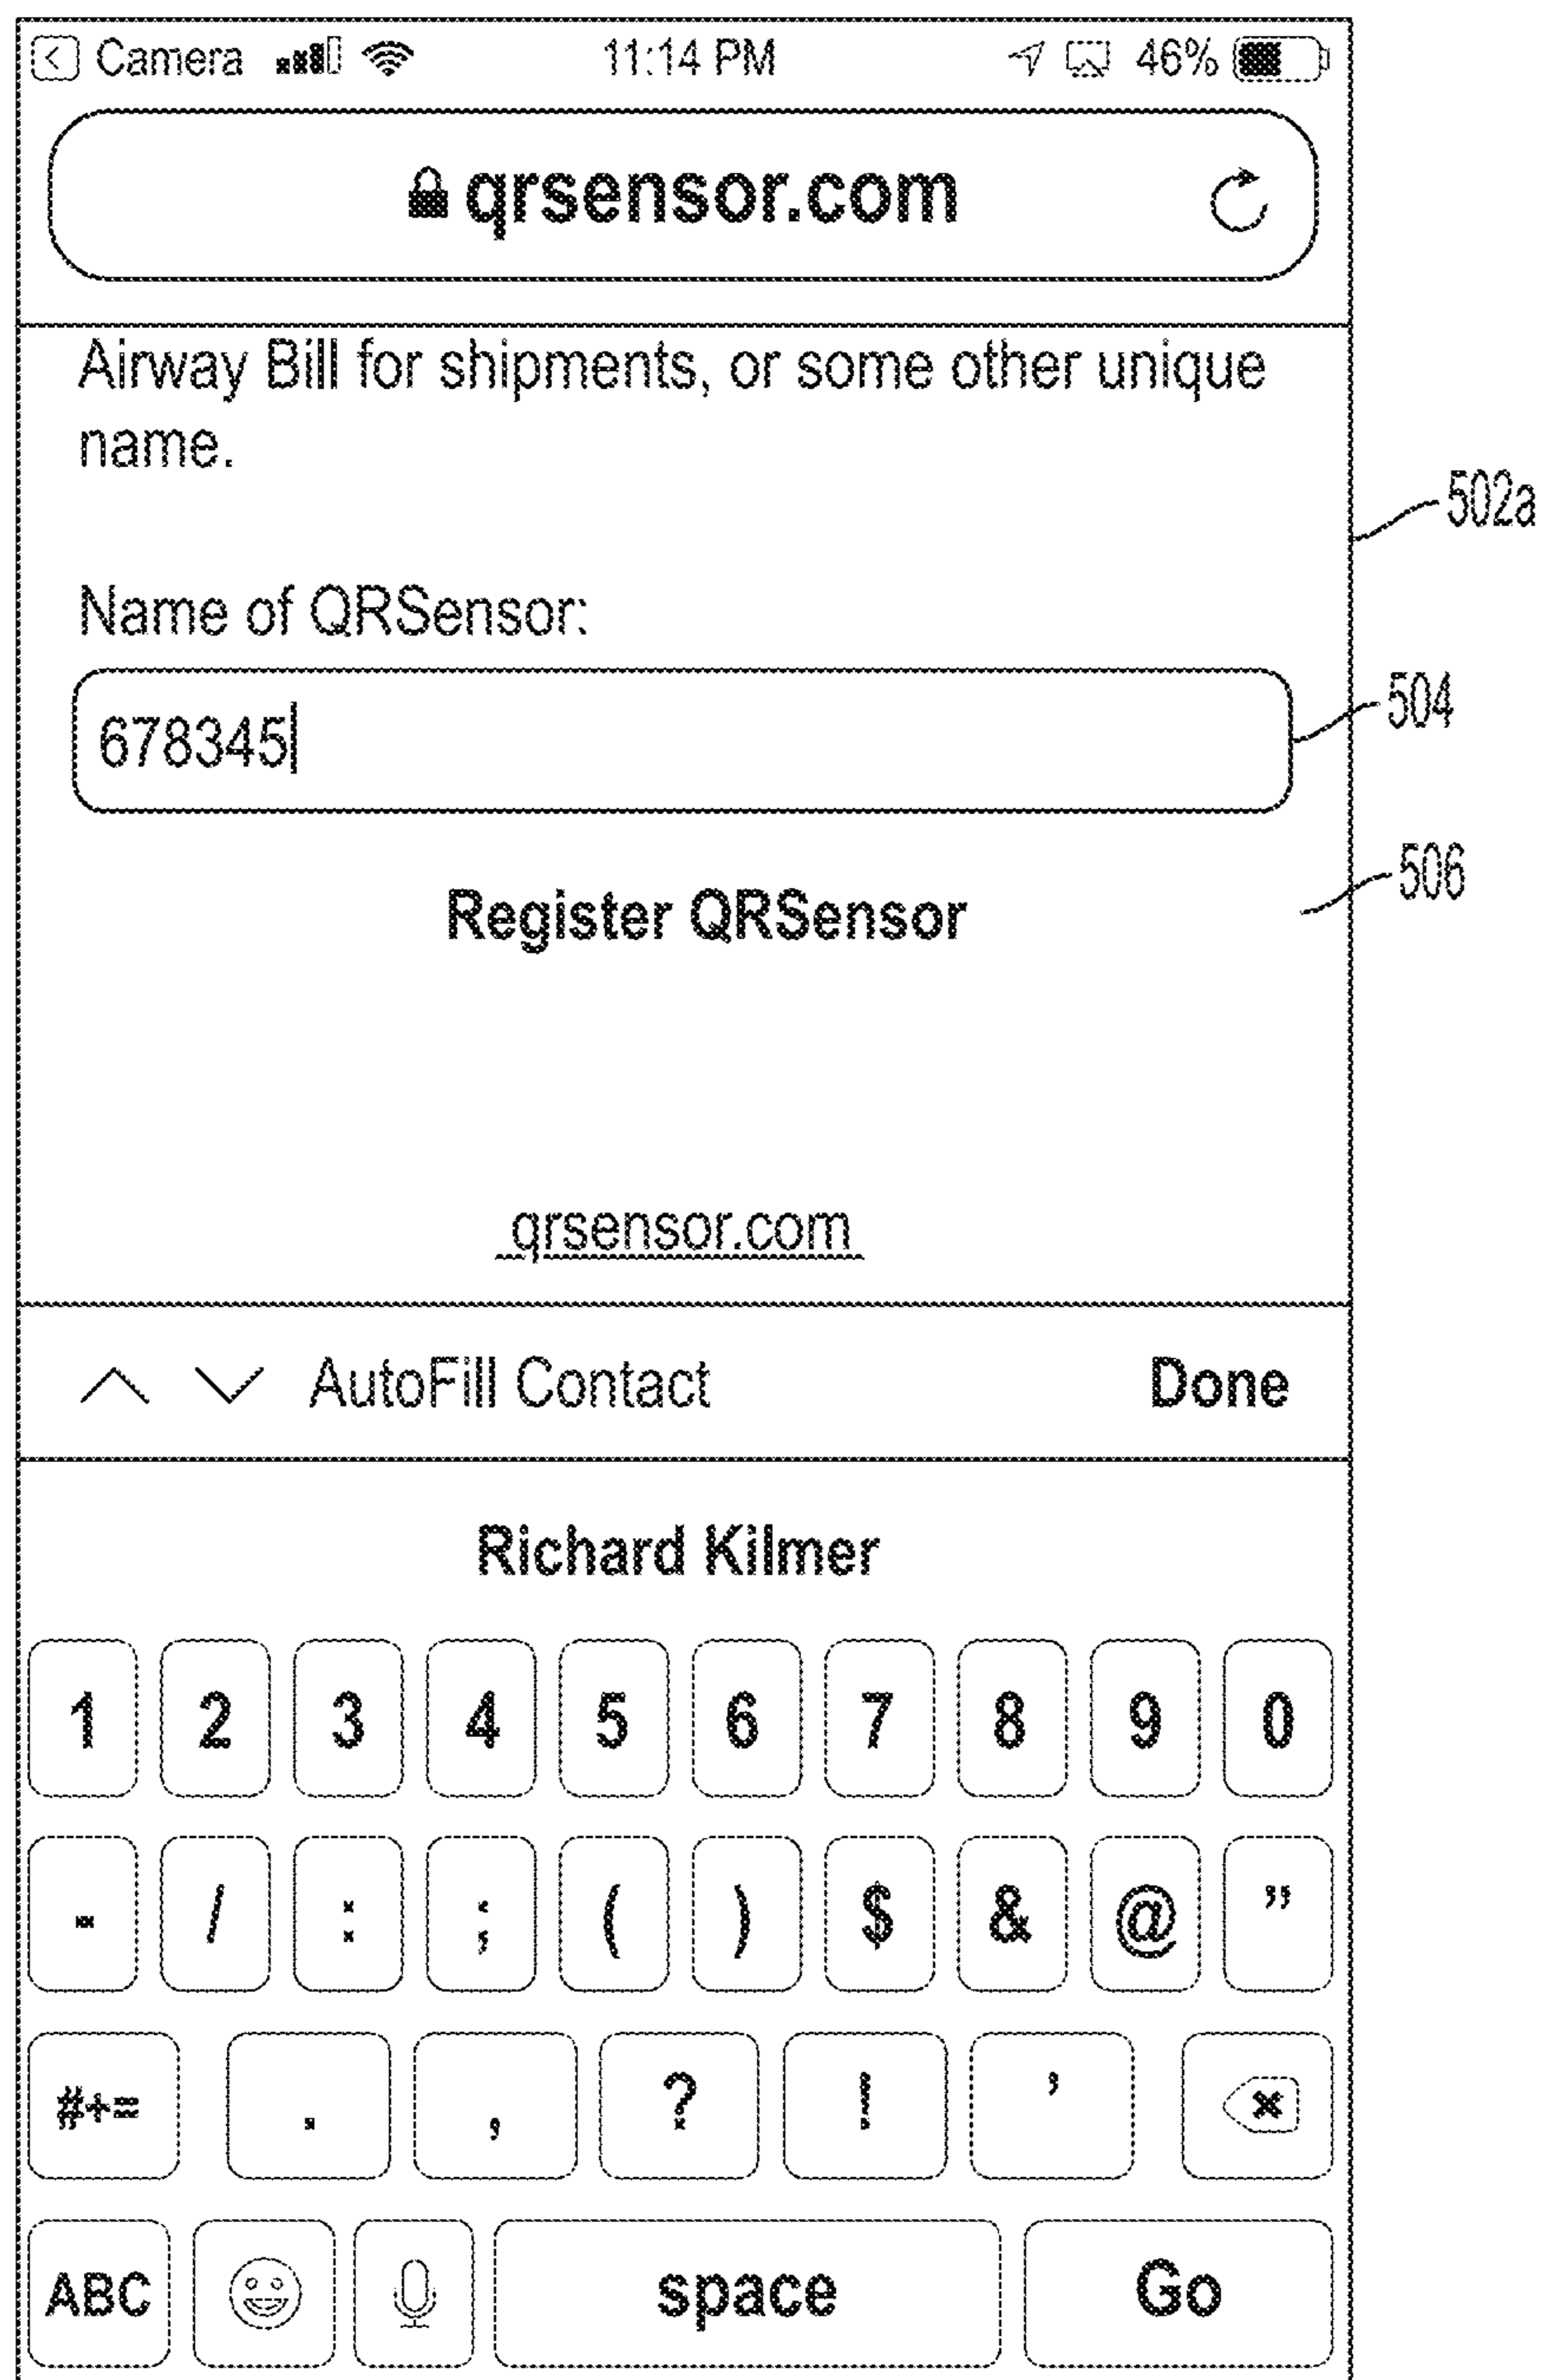 Camera 11:14 PM 46%
qrsensor.com
Airway Bill for shipments, or some other unique
name.
502a
Name of QRSensor:
678345
504
Register QRSensor
506
qrsensor.com
AutoFill Contact Done
Richard Kilmer
1 2 3 4 5 6 7 8 9 0
- / : ; ( ) $ & @ ”
#+= . , ? ! ’
ABC space Go